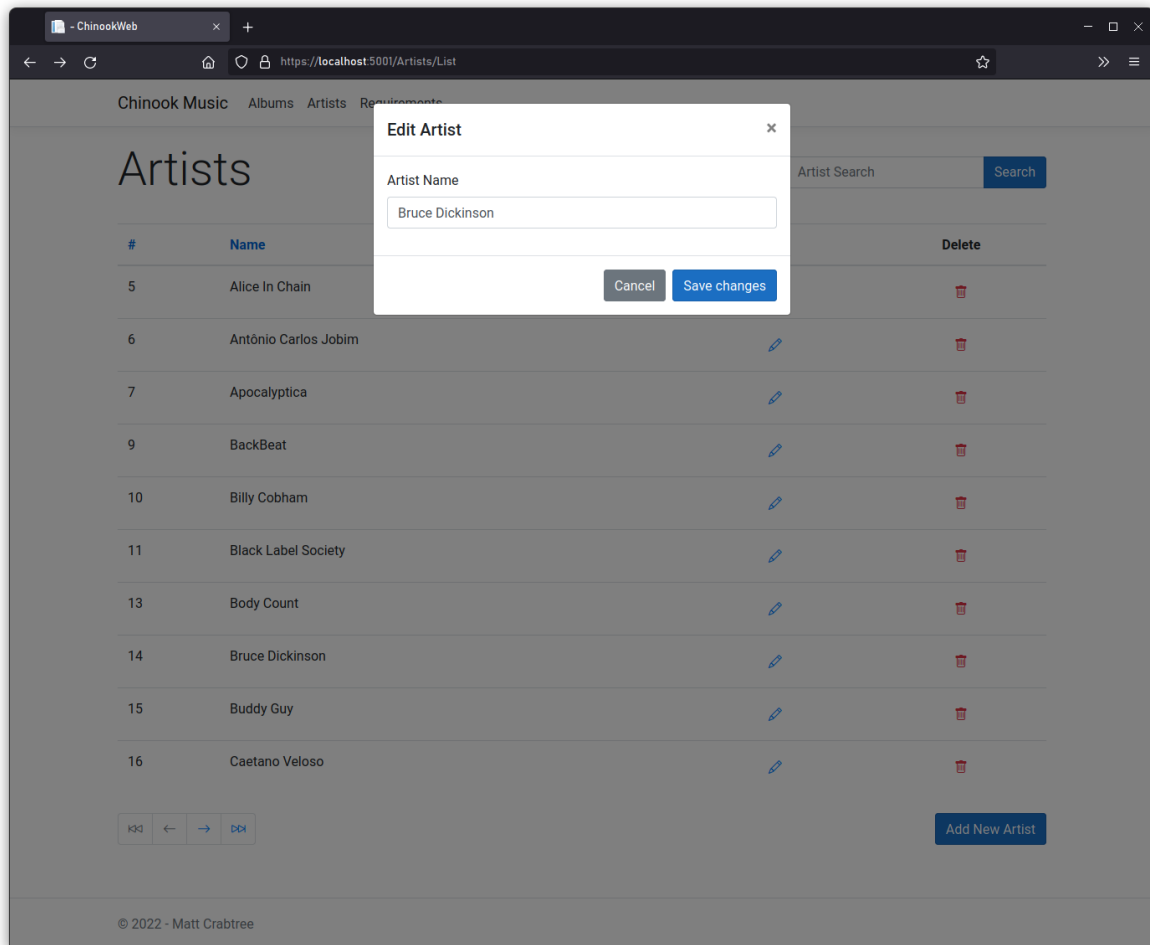 - ChinookWeb
https://localhost:5001/Artists/List
Chinook Music Albums Artists Requirements
Edit Artist
Artists
Artist Search Search
Artist Name
Bruce Dickinson
# Name Delete
Cancel Save changes
5 Alice In Chain
6 Antônio Carlos Jobim
7 Apocalyptica
9 BackBeat
10 Billy Cobham
11 Black Label Society
13 Body Count
14 Bruce Dickinson
15 Buddy Guy
16 Caetano Veloso
Add New Artist
© 2022 - Matt Crabtree